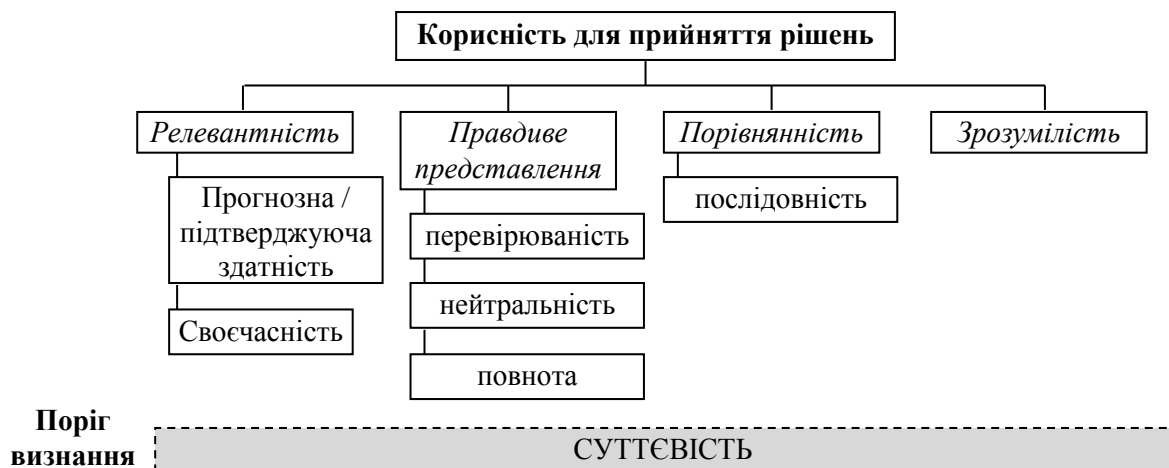 Корисність для прийняття рішень
Релевантність
Прогнозна /
підтверджуюча
здатність
Своєчасність
Правдиве
представлення
перевірюваність
нейтральність
повнота
Порівнянність
послідовність
Зрозумілість
Поріг
визнання
СУТТЄВІСТЬ